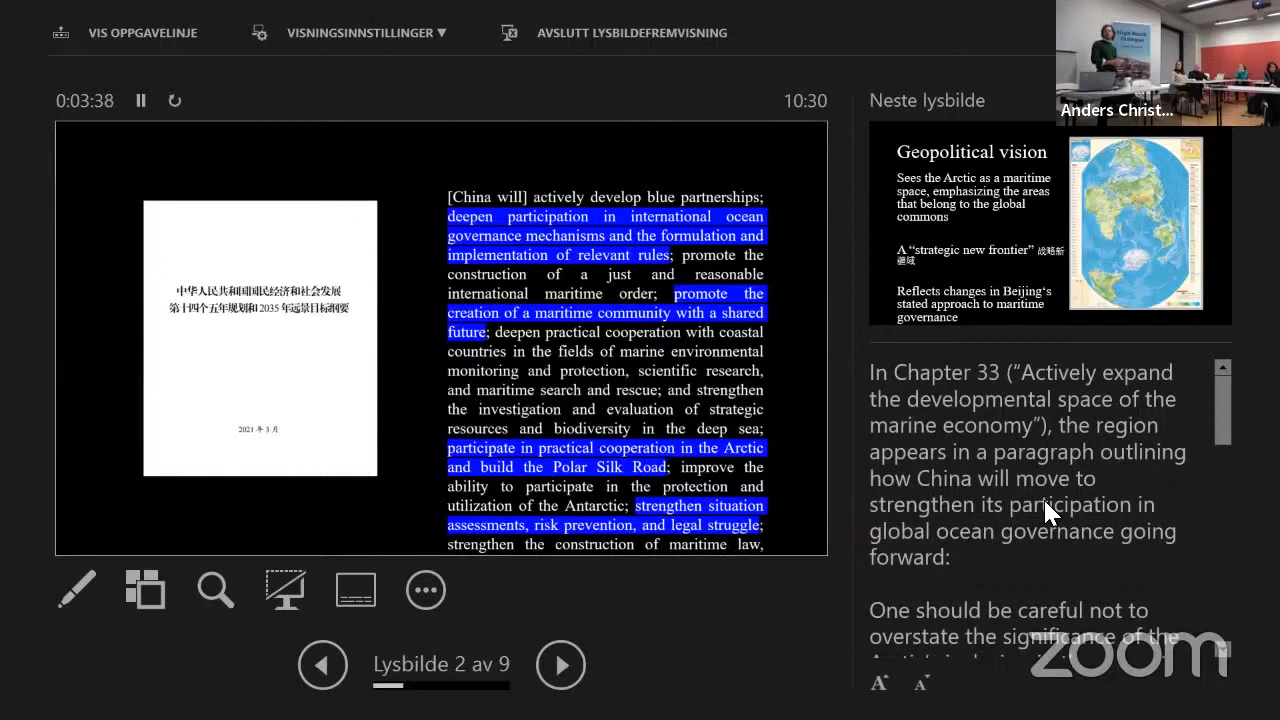 VIS OPPGAVELINJE
VISNINGSINNSTILLINGER ▼
AVSLUTT LYSBILDEFREMVISNING
0:03:38
10:30
Neste lysbilde
Anders Christ...
中华人民共和国国民经济和社会发展
第十四个五年规划和2035年远景目标纲要
2021 年 3 月
[China will] actively develop blue partnerships;
deepen participation in international ocean
governance mechanisms and the formulation and
implementation of relevant rules; promote the
construction of a just and reasonable
international maritime order; promote the
creation of a maritime community with a shared
future; deepen practical cooperation with coastal
countries in the fields of marine environmental
monitoring and protection, scientific research,
and maritime search and rescue; and strengthen
the investigation and evaluation of strategic
resources and biodiversity in the deep sea;
participate in practical cooperation in the Arctic
and build the Polar Silk Road; improve the
ability to participate in the protection and
utilization of the Antarctic; strengthen situation
assessments, risk prevention, and legal struggle;
strengthen the construction of maritime law,
Geopolitical vision
Sees the Arctic as a maritime
space, emphasizing the areas
that belong to the global
commons
A “strategic new frontier” 战略新
疆域
Reflects changes in Beijing‘s
stated approach to maritime
governance
In Chapter 33 (“Actively expand
the developmental space of the
marine economy”), the region
appears in a paragraph outlining
how China will move to
strengthen its participation in
global ocean governance going
forward:
One should be careful not to
overstate the significance of the
Lysbilde 2 av 9
A A
zoom